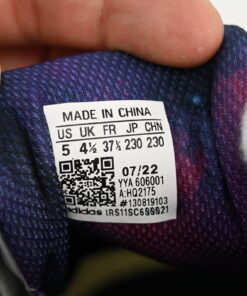 MADE IN CHINA
US UK FR JP CHN
5 4½ 37⅓ 230 230
07/22
YYA 606001
A:HQ2175
#130819103
adidas IRS11SC600021